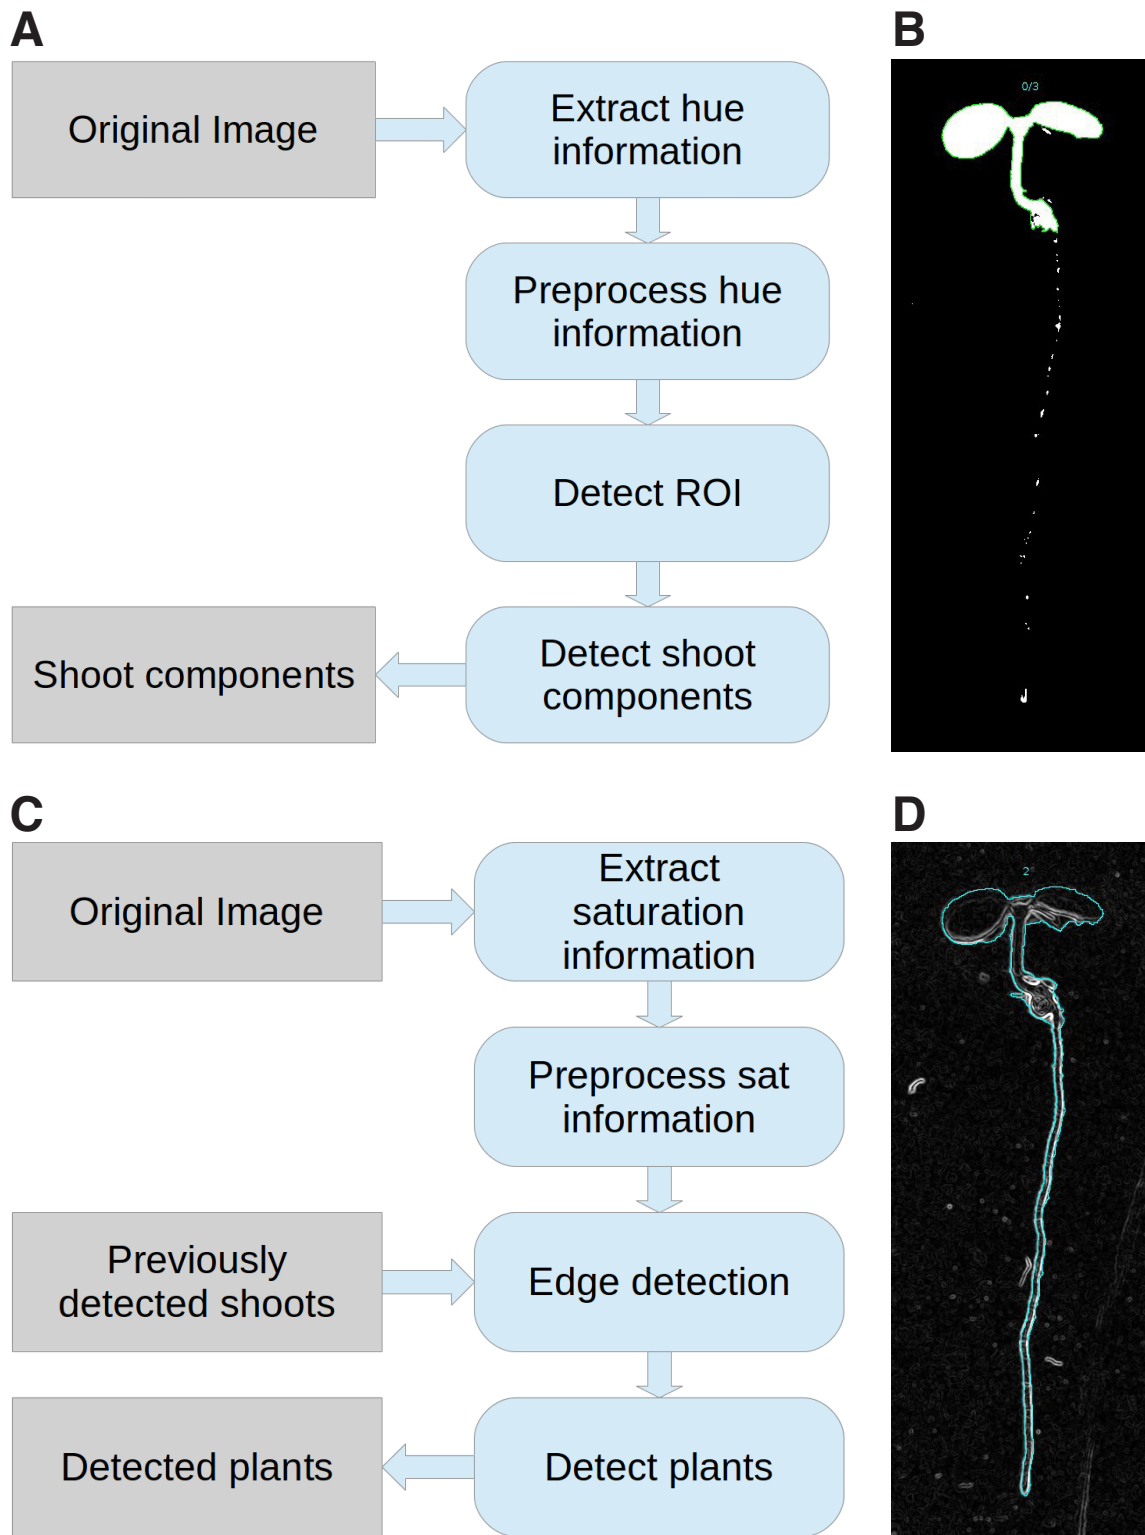 A
Original Image
Extract hue
information
Preprocess hue
information
Detect ROI
Detect shoot
components
Shoot components
B
0/3
C
Original Image
Extract
saturation
information
Preprocess sat
information
Previously
detected shoots
Edge detection
Detected plants
Detect plants
D
2